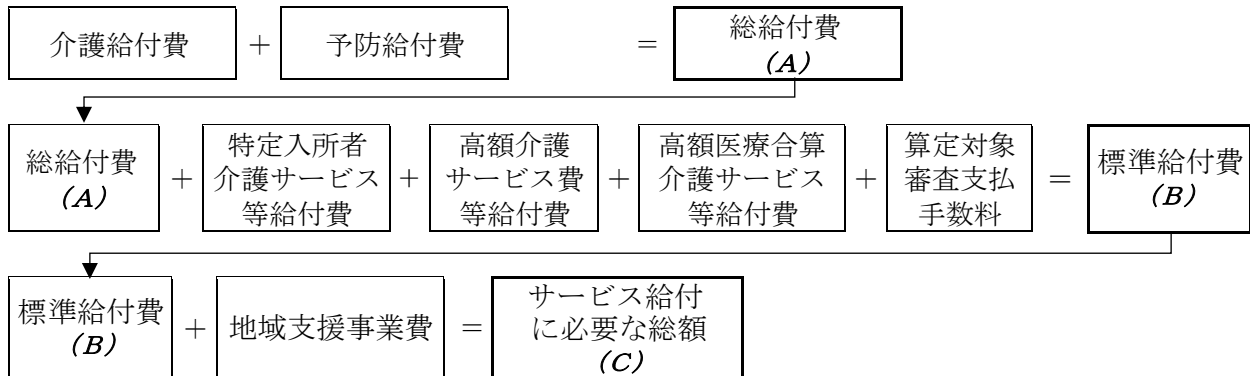 介護給付費 + 予防給付費 = 総給付費
(A)
総給付費
(A)
+
特定入所者
介護サービス
等給付費
+
高額介護
サービス費
等給付費
+
高額医療合算
介護サービス
等給付費
+
算定対象
審査支払
手数料
=
標準給付費
(B)
標準給付費
(B)
+
地域支援事業費
=
サービス給付
に必要な総額
(C)